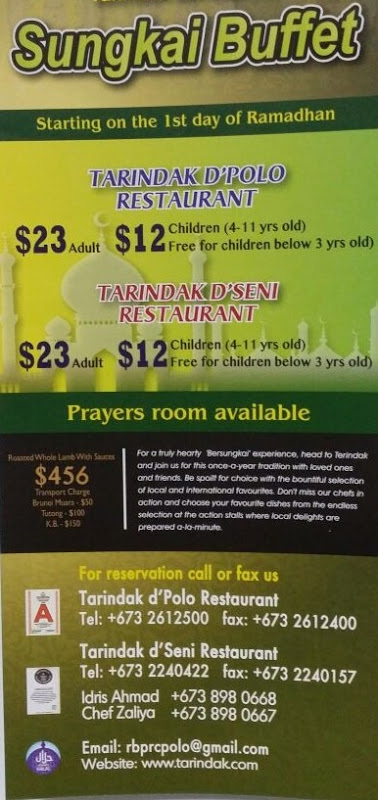 Sungkai Buffet
Starting on the 1st day of Ramadhan
TARINDAK D'POLO
RESTAURANT
$23 Adult $12 Children (4-11 yrs old)
Free for children below 3 yrs old)
TARINDAK D'SENI
RESTAURANT
$23 Adult $12 Children (4-11 yrs old)
Free for children below 3 yrs old)
Prayers room available
Roasted Whole Lamb With Sauces
$456
Transport Charge
Brunei Muara - $50
Tutong - $100
K.B. - $150
For a truly hearty 'Bersungkai' experience, head to Terindak
and join us for this once-a-year tradition with loved ones
and friends. Be spoilt for choice with the bountiful selection
of local and international favourites. Don't miss our chefs in
action and choose your favourite dishes from the endless
selection at the action stalls where local delights are
prepared a-la-minute.
For reservation call or fax us
Tarindak d'Polo Restaurant
Tel: +673 2612500 fax: +673 2612400
Tarindak d'Seni Restaurant
Tel: +673 2240422 fax: +673 2240157
Idris Ahmad +673 898 0668
Chef Zaliya +673 898 0667
A
حلال
Email: rbprcpolo@gmail.com
Website: www.tarindak.com